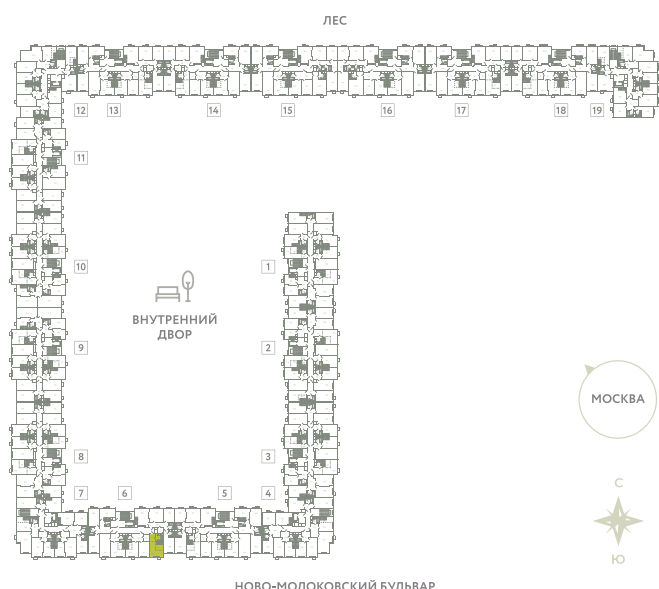 ЛЕС
12 13 14 15 16 17 18 19
11
10 1
ВНУТРЕННИЙ
ДВОР
9 2
МОСКВА
8 3
7 6 5 4
С
Ю
НОВО-МОЛОКОВСКИЙ БУЛЬВАР